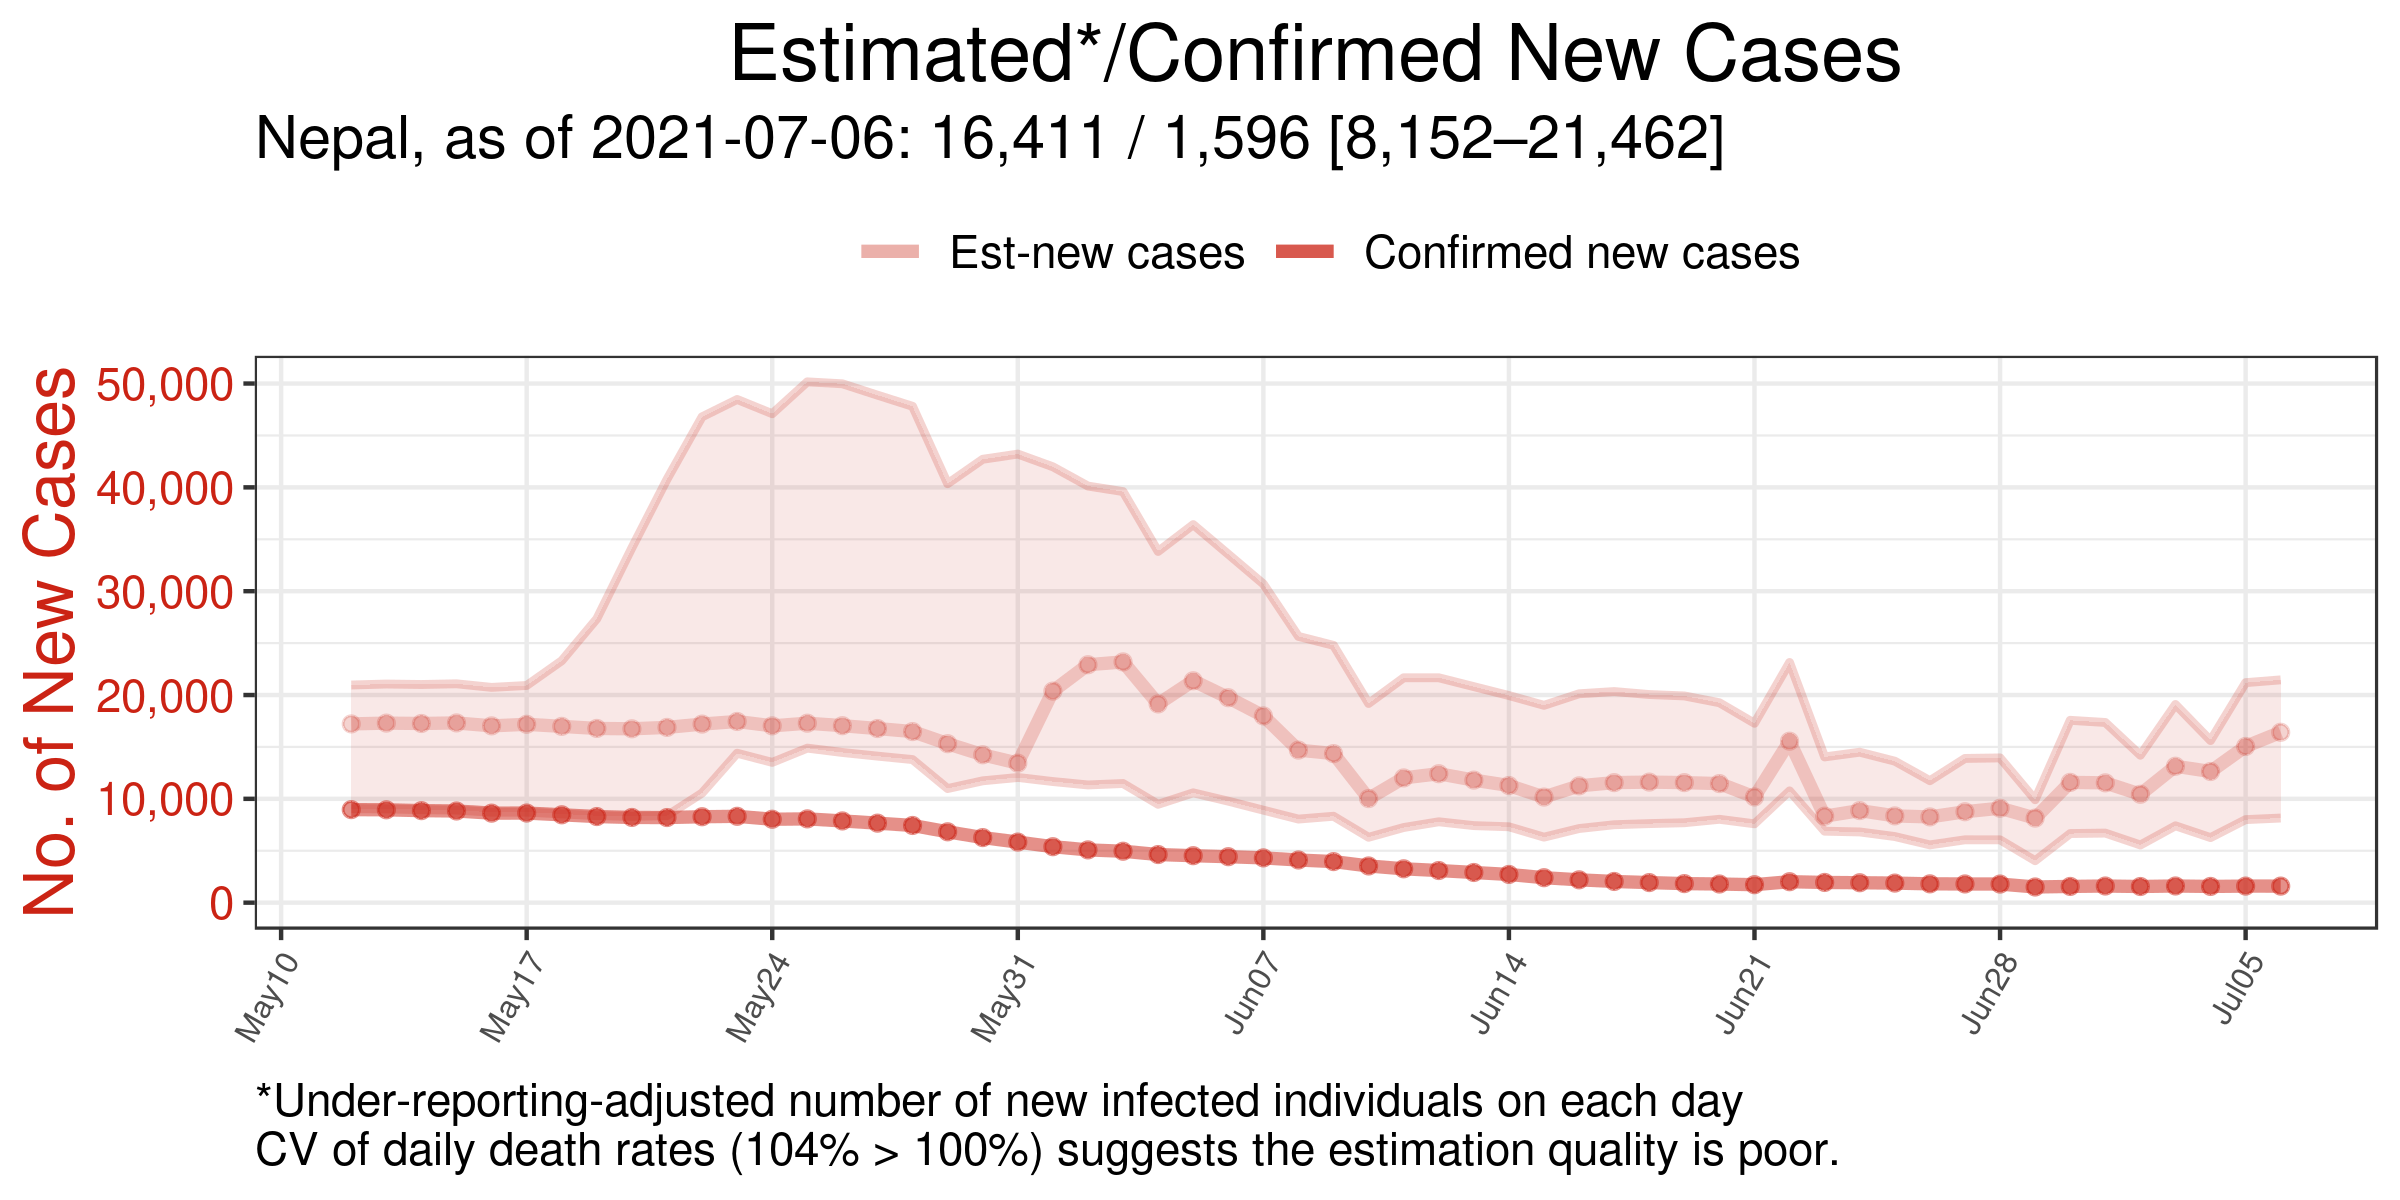 Estimated*/Confirmed New Cases
Nepal, as of 2021-07-06: 16,411 / 1,596 [8,152–21,462]
Est-new cases
Confirmed new cases
No. of New Cases
50,000
40,000
30,000
20,000
10,000
0
May10
May17
May24
May31
Jun07
Jun14
Jun21
Jun28
Jul05
*Under-reporting-adjusted number of new infected individuals on each day
CV of daily death rates (104% > 100%) suggests the estimation quality is poor.